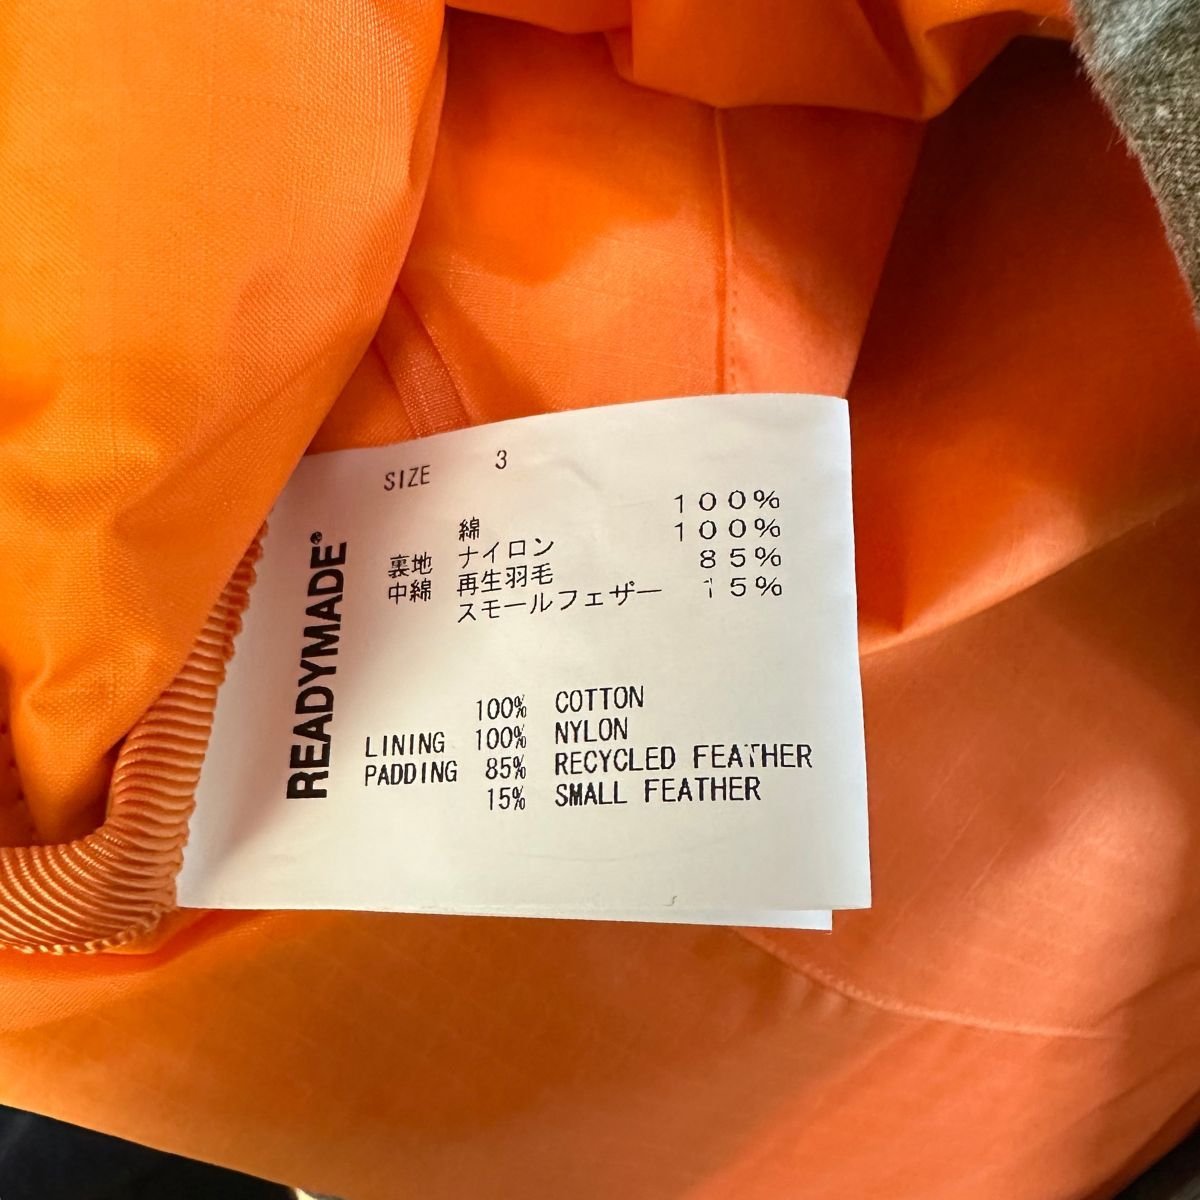 SIZE 3
READYMADE®
綿 100%
裏地 ナイロン 100%
中綿 再生羽毛 85%
スモールフェザー 15%
100% COTTON
LINING 100% NYLON
PADDING 85% RECYCLED FEATHER
15% SMALL FEATHER